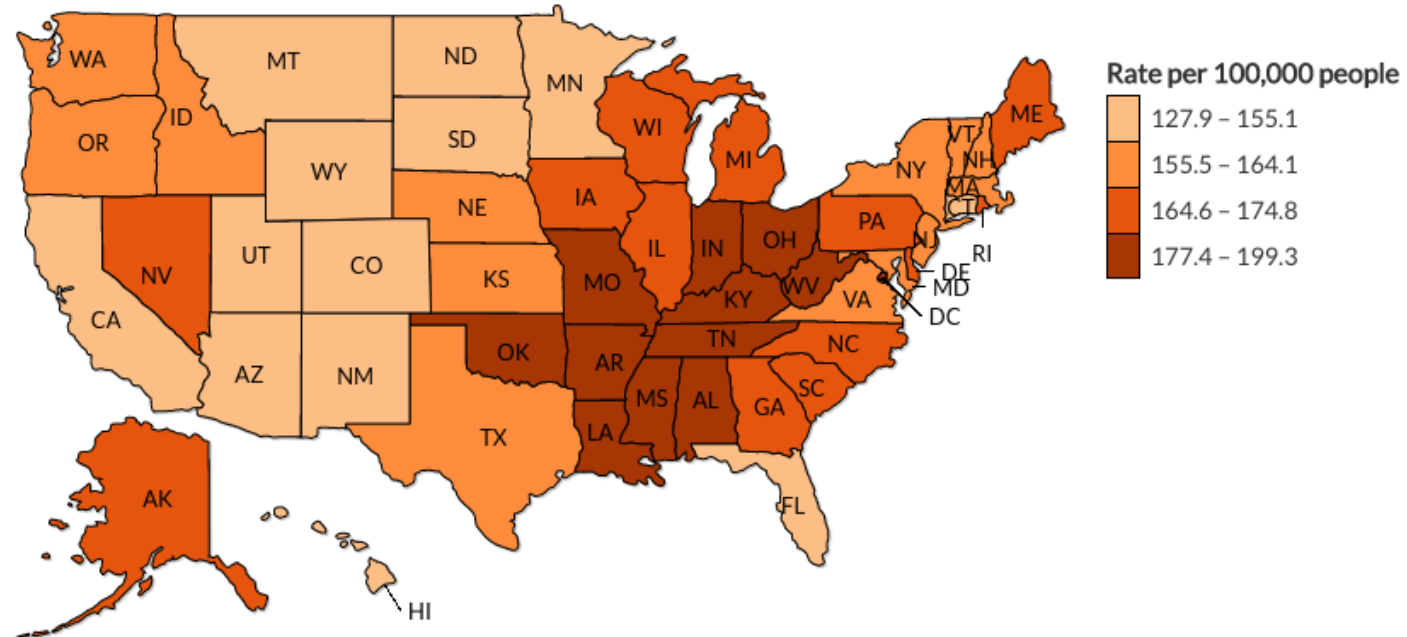 Rate per 100,000 people
127.9 – 155.1
155.5 – 164.1
164.6 – 174.8
177.4 – 199.3
WA
MT
ND
MN
ME
ID
OR
SD
WI
MI
VT
NH
NY
WY
MA
IA
NE
CT
PA
NJ
RI
NV
UT
CO
IL
IN
OH
DE
KS
MO
WV
MD
KY
VA
DC
CA
TN
NC
OK
AR
AZ
NM
SC
MS
AL
GA
TX
LA
AK
FL
HI